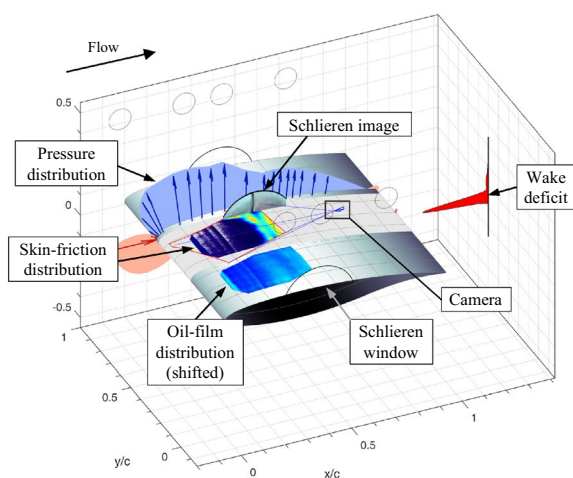 Flow
0.5
Schlieren image
Pressure
distribution
0
Wake
deficit
Skin-friction
distribution
-0.5
Camera
1
Oil-film
distribution
(shifted)
Schlieren
window
0.5
1
0.5
y/c
0
0
x/c